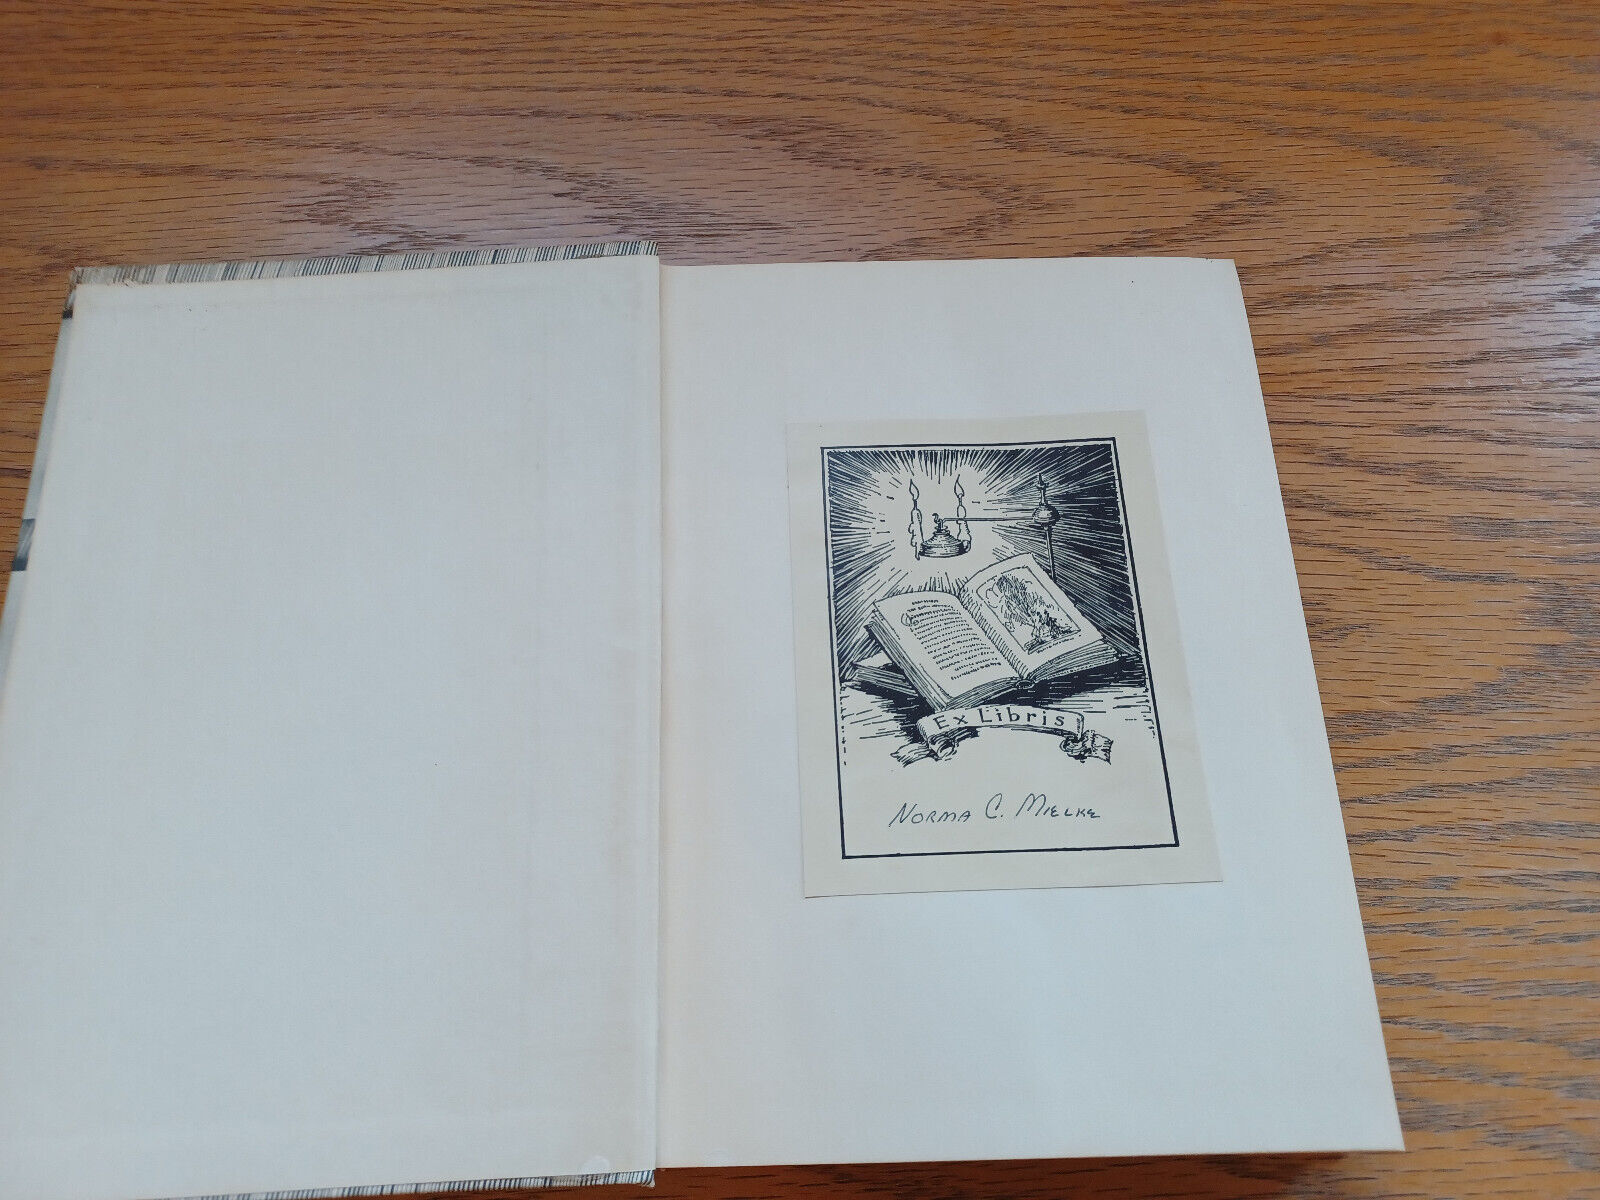 Ex Libris
NORMA C. MIELKE